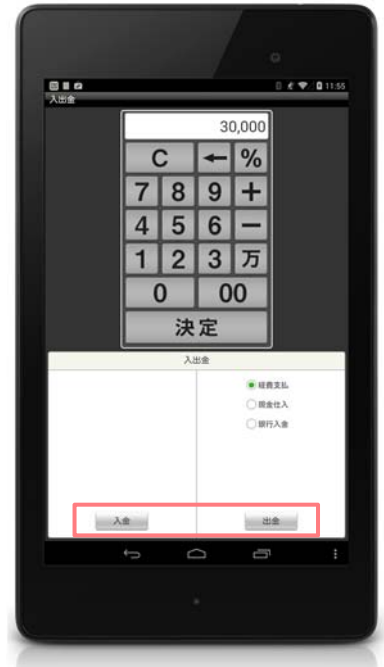 11:55
入出金
30,000
C ← %
7 8 9 +
4 5 6 −
1 2 3 万
0 00
決定
入出金
経費支払
現金仕入
銀行入金
入金 出金